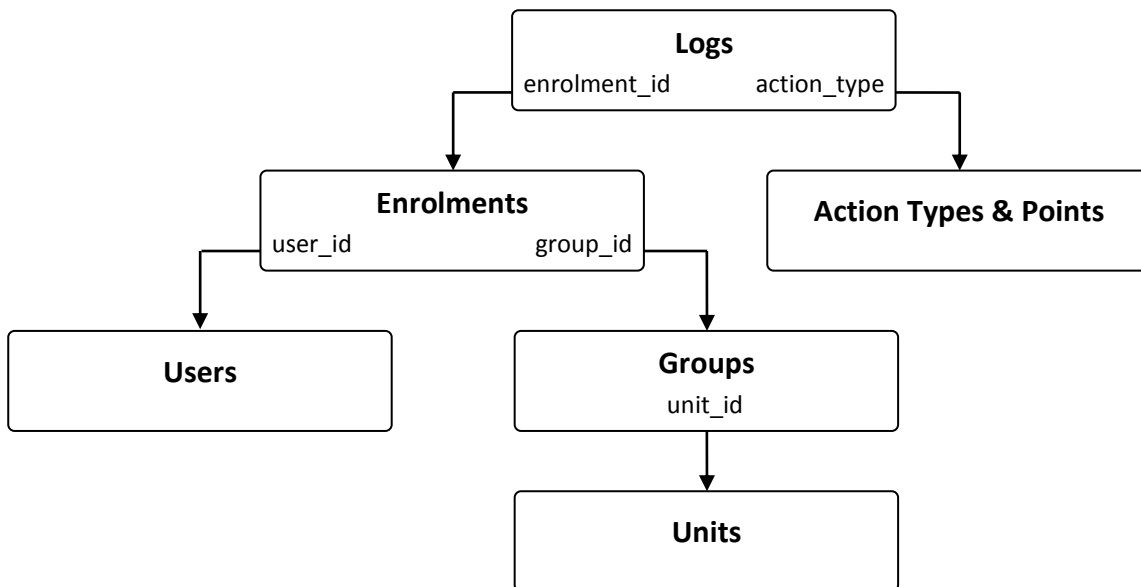 Logs
enrolment_id action_type
Enrolments
user_id group_id
Action Types & Points
Users
Groups
unit_id
Units